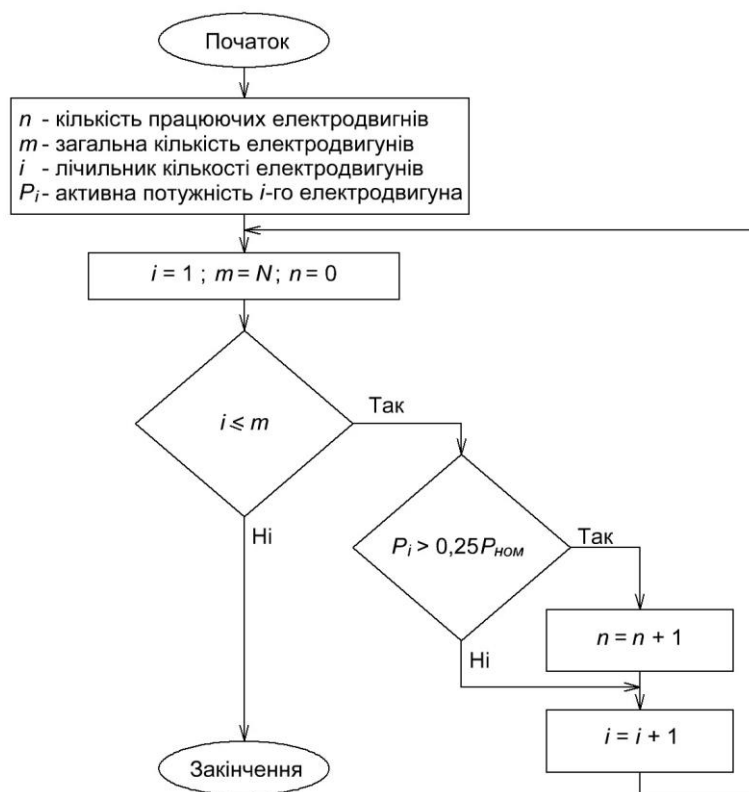 Початок
n - кількість працюючих електродвигнів
m - загальна кількість електродвигунів
i - лічильник кількості електродвигунів
Pi - активна потужність i-го електродвигуна
i = 1 ; m = N; n = 0
i ⩽ m
Так
Ні
Pi > 0,25Pном
Так
n = n + 1
Ні
i = i + 1
Закінчення